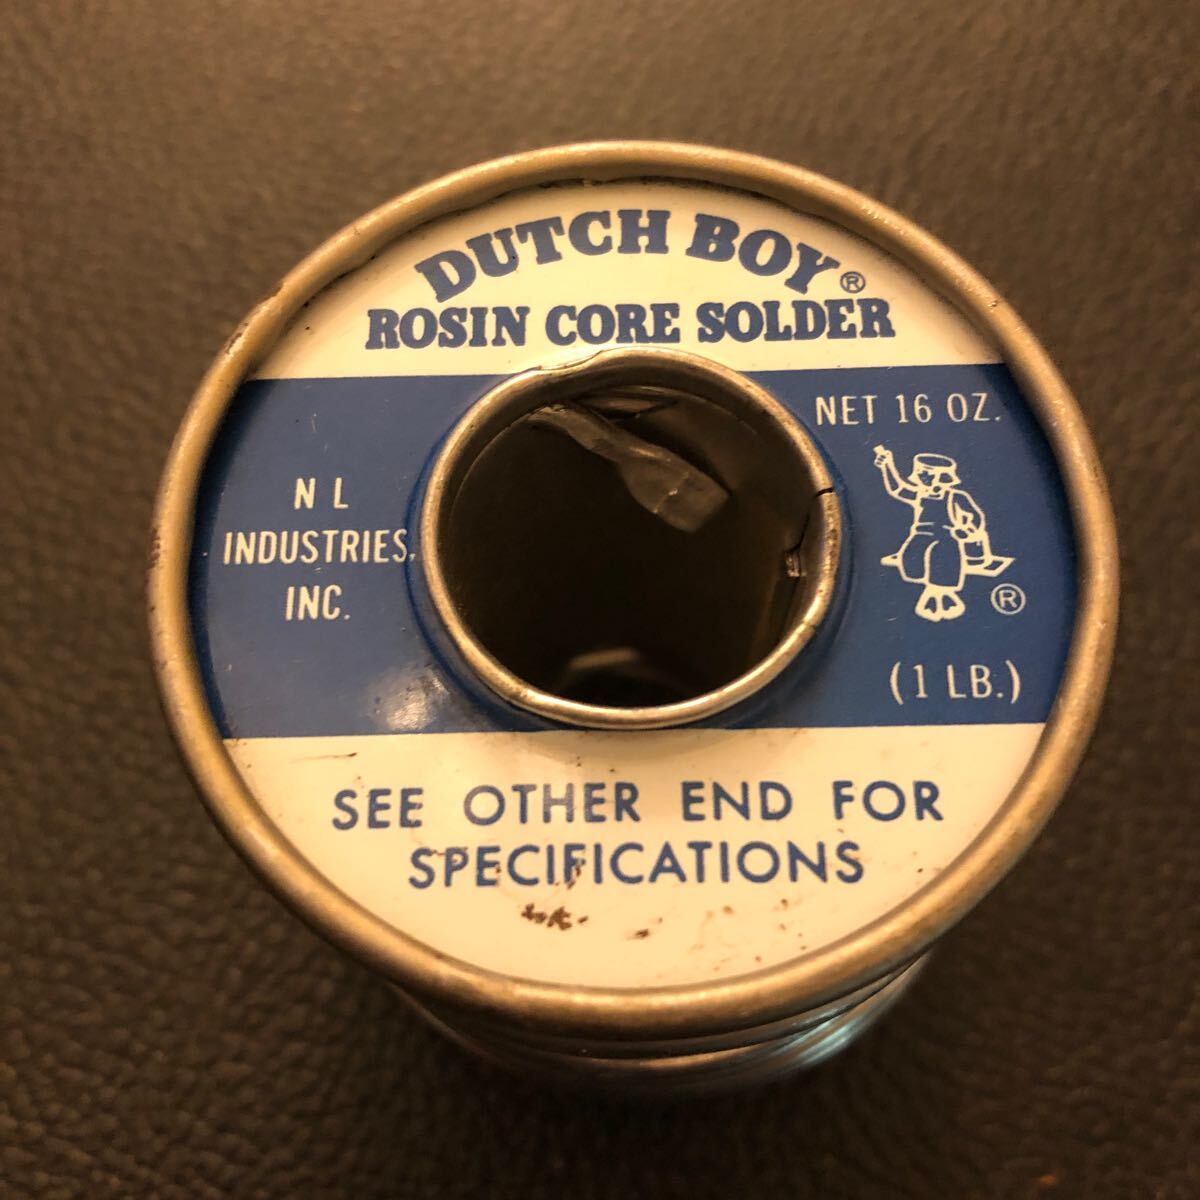 DUTCH BOY®
ROSIN CORE SOLDER
NET 16 OZ.
N L
INDUSTRIES,
INC.
®
(1 LB.)
SEE OTHER END FOR
SPECIFICATIONS